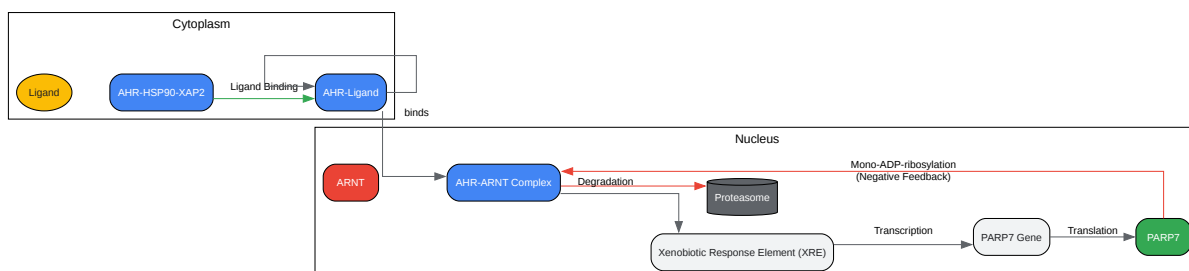 Cytoplasm
Ligand
AHR-HSP90-XAP2
Ligand Binding
AHR-Ligand
binds
Nucleus
ARNT
AHR-ARNT Complex
Degradation
Proteasome
Mono-ADP-ribosylation
(Negative Feedback)
Xenobiotic Response Element (XRE)
Transcription
PARP7 Gene
Translation
PARP7